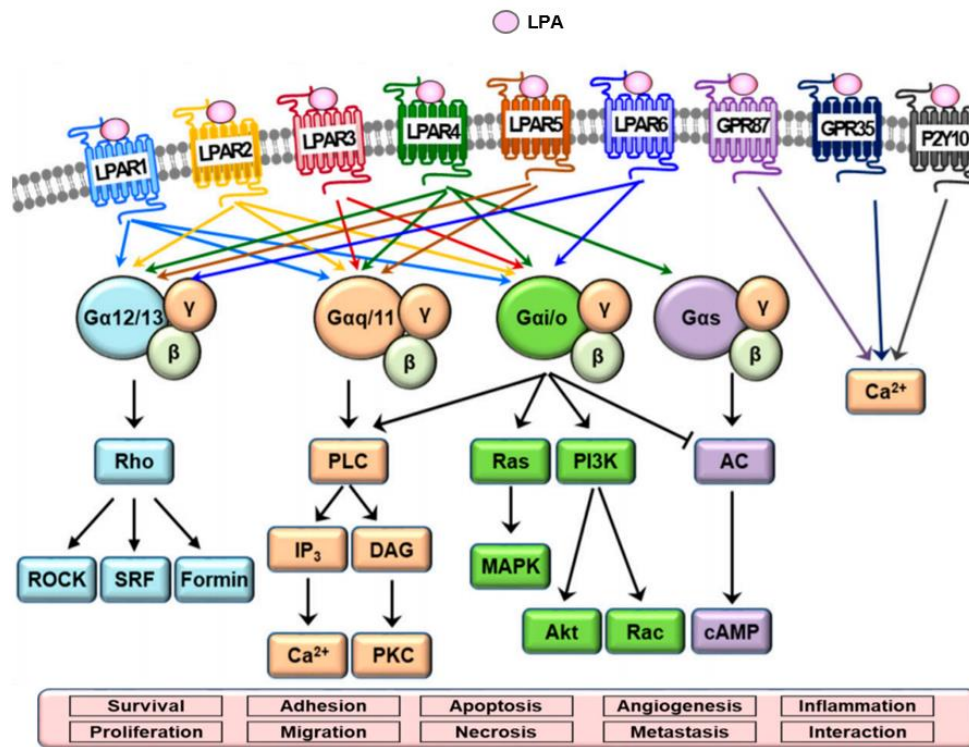 LPA
LPAR1 LPAR2 LPAR3 LPAR4 LPAR5 LPAR6 GPR87 GPR35 P2Y10
Gα12/13 γ β Gαq/11 γ β Gαi/o γ β Gαs γ β
Ca²⁺
Rho PLC Ras PI3K AC
ROCK SRF Formin IP₃ DAG MAPK
Ca²⁺ PKC Akt Rac cAMP
Survival Adhesion Apoptosis Angiogenesis Inflammation
Proliferation Migration Necrosis Metastasis Interaction